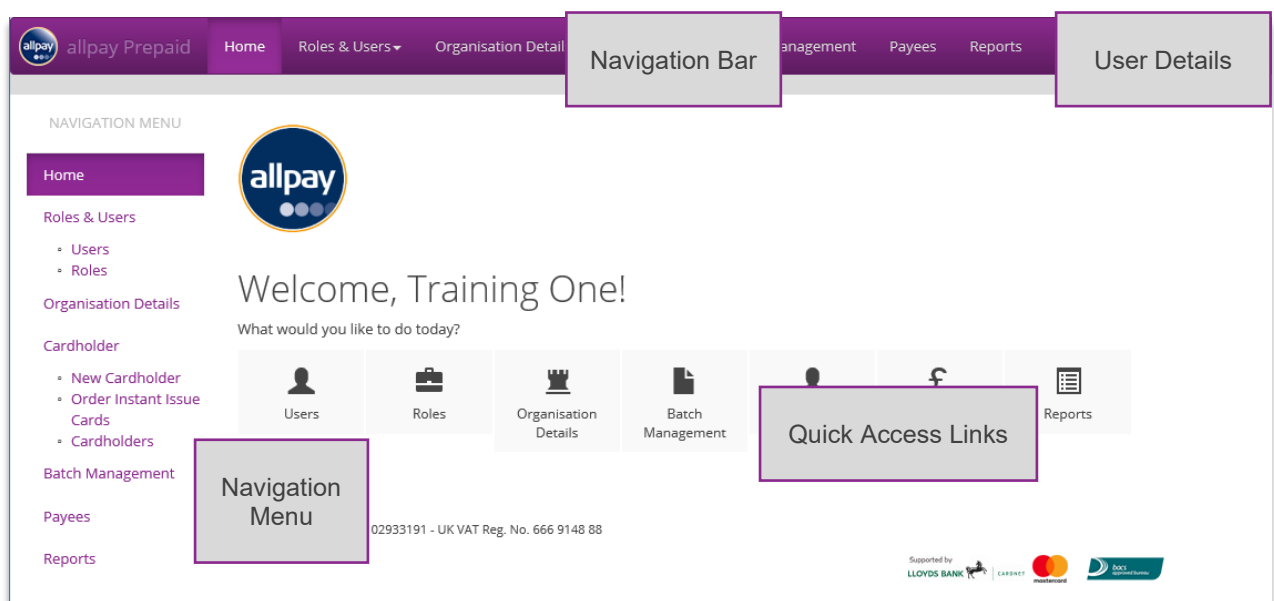 allpay
allpay Prepaid
Home
Roles & Users
Organisation Detail
Navigation Bar
anagement
Payees
Reports
User Details
NAVIGATION MENU
Home
Roles & Users
Users
Roles
Organisation Details
Cardholder
New Cardholder
Order Instant Issue
Cards
Cardholders
Batch Management
Payees
Reports
Navigation
Menu
allpay
Welcome, Training One!
What would you like to do today?
Users
Roles
Organisation
Details
Batch
Management
Quick Access Links
Reports
02933191 - UK VAT Reg. No. 666 9148 88
Supported by
LLOYDS BANK
CARDNET
mastercard
bacs
approved bureau